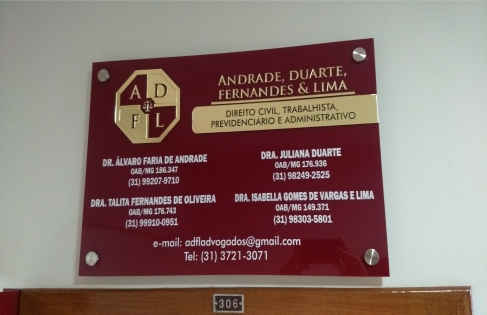 A D
F L
ANDRADE, DUARTE,
FERNANDES & LIMA
DIREITO CIVIL, TRABALHISTA,
PREVIDENCIARIO E ADMINISTRATIVO
DR. ÁLVARO FARIA DE ANDRADE
OAB/MG 186.347
(31) 99207-9710
DRA. JULIANA DUARTE
OAB/MG 176.936
(31) 98249-2525
DRA. TALITA FERNANDES DE OLIVEIRA
OAB/MG 176.743
(31) 99910-0951
DRA. ISABELLA GOMES DE VARGAS E LIMA
OAB/MG 149.371
(31) 98303-5801
e-mail: adfladvogados@gmail.com
Tel: (31) 3721-3071
306